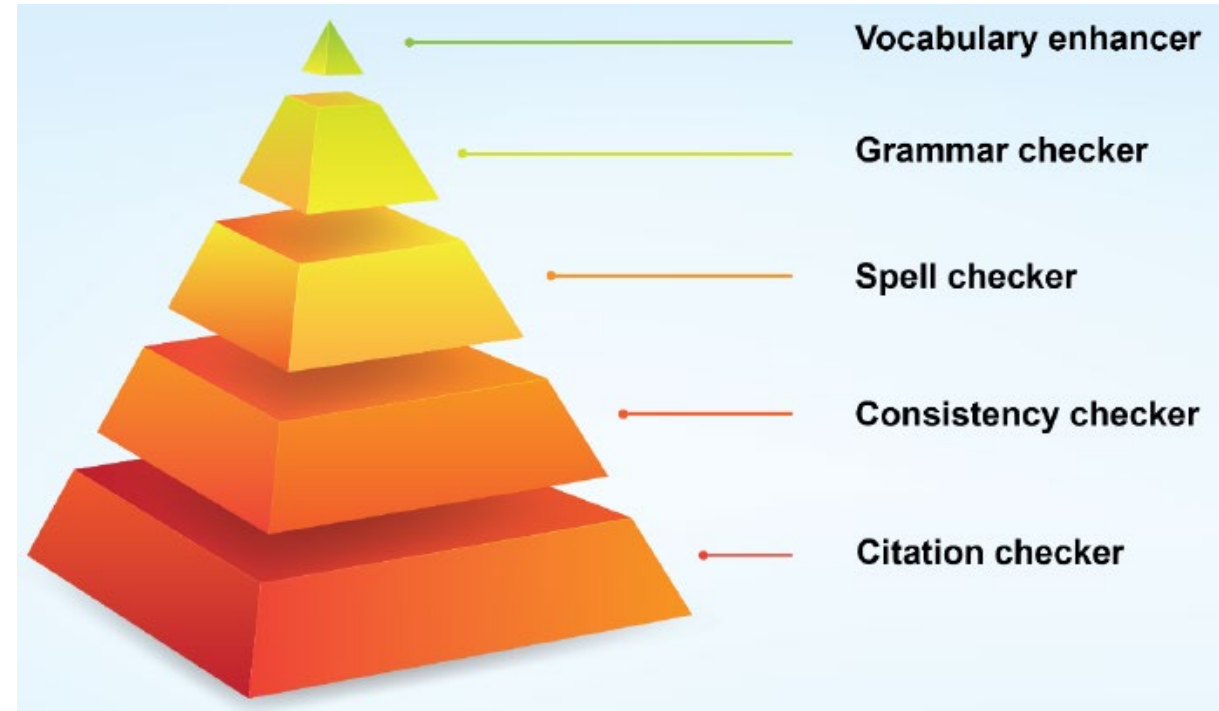 Vocabulary enhancer
Grammar checker
Spell checker
Consistency checker
Citation checker